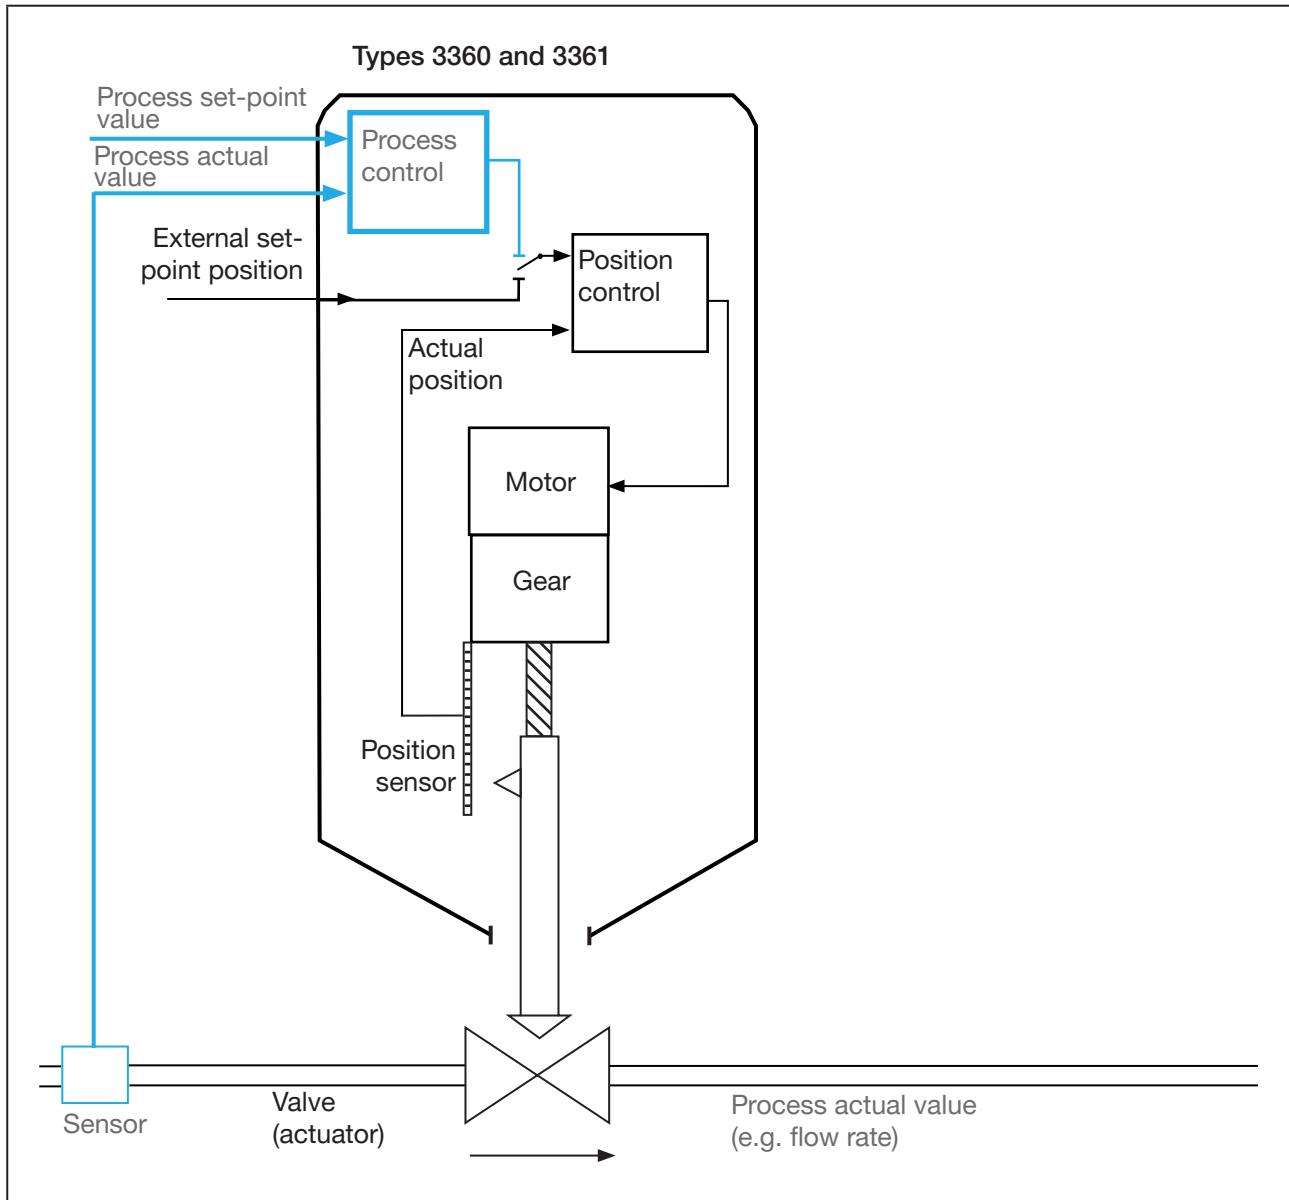 Types 3360 and 3361
Process set-point
value
Process actual
value
Process
control
External set-
point position
Position
control
Actual
position
Motor
Gear
Position
sensor
Sensor
Valve
(actuator)
Process actual value
(e.g. flow rate)